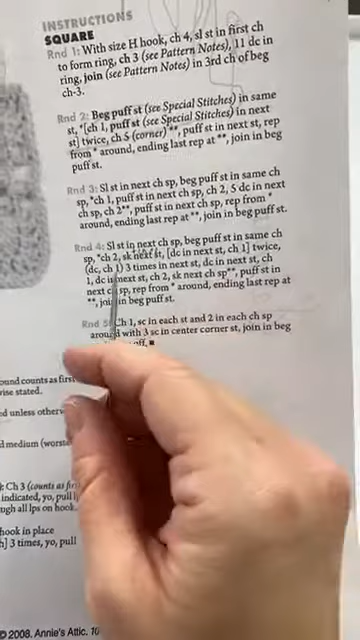 INSTRUCTIONS
SQUARE
Rnd 1: With size H hook, ch 4, sl st in first ch
to form ring, ch 3 (see Pattern Notes), 11 dc in
ring, join (see Pattern Notes) in 3rd ch of beg
ch-3.
Rnd 2: Beg puff st (see Special Stitches) in same
st, *[ch 1, puff st (see Special Stitches) in next
st] twice, ch 5 (corner)**, puff st in next st, rep
from * around, ending last rep at **, join in beg
puff st.
Rnd 3: Sl st in next ch sp, beg puff st in same ch
sp, *ch 1, puff st in next ch sp, ch 2, 5 dc in next
ch sp, ch 2**, puff st in next ch sp, rep from *
around, ending last rep at **, join in beg puff st.
Rnd 4: Sl st in next ch sp, beg puff st in same ch
sp, *ch 2, sk next st, [dc in next st, ch 1] twice,
(dc, ch 1) 3 times in next st, dc in next st, ch
1, dc in next st, ch 2, sk next ch sp**, puff st in
next ch sp, rep from * around, ending last rep at
**, join in beg puff st.
Rnd 5: Ch 1, sc in each st and 2 in each ch sp
around with 3 sc in center corner st, join in beg
off.
ound counts as first
rise stated.
ed unless otherw
d medium (worste
: Ch 3 (counts as fir
indicated, yo, pull l
ugh all lps on hook.
hook in place
h] 3 times, yo, pull
© 2008, Annie's Attic. 10